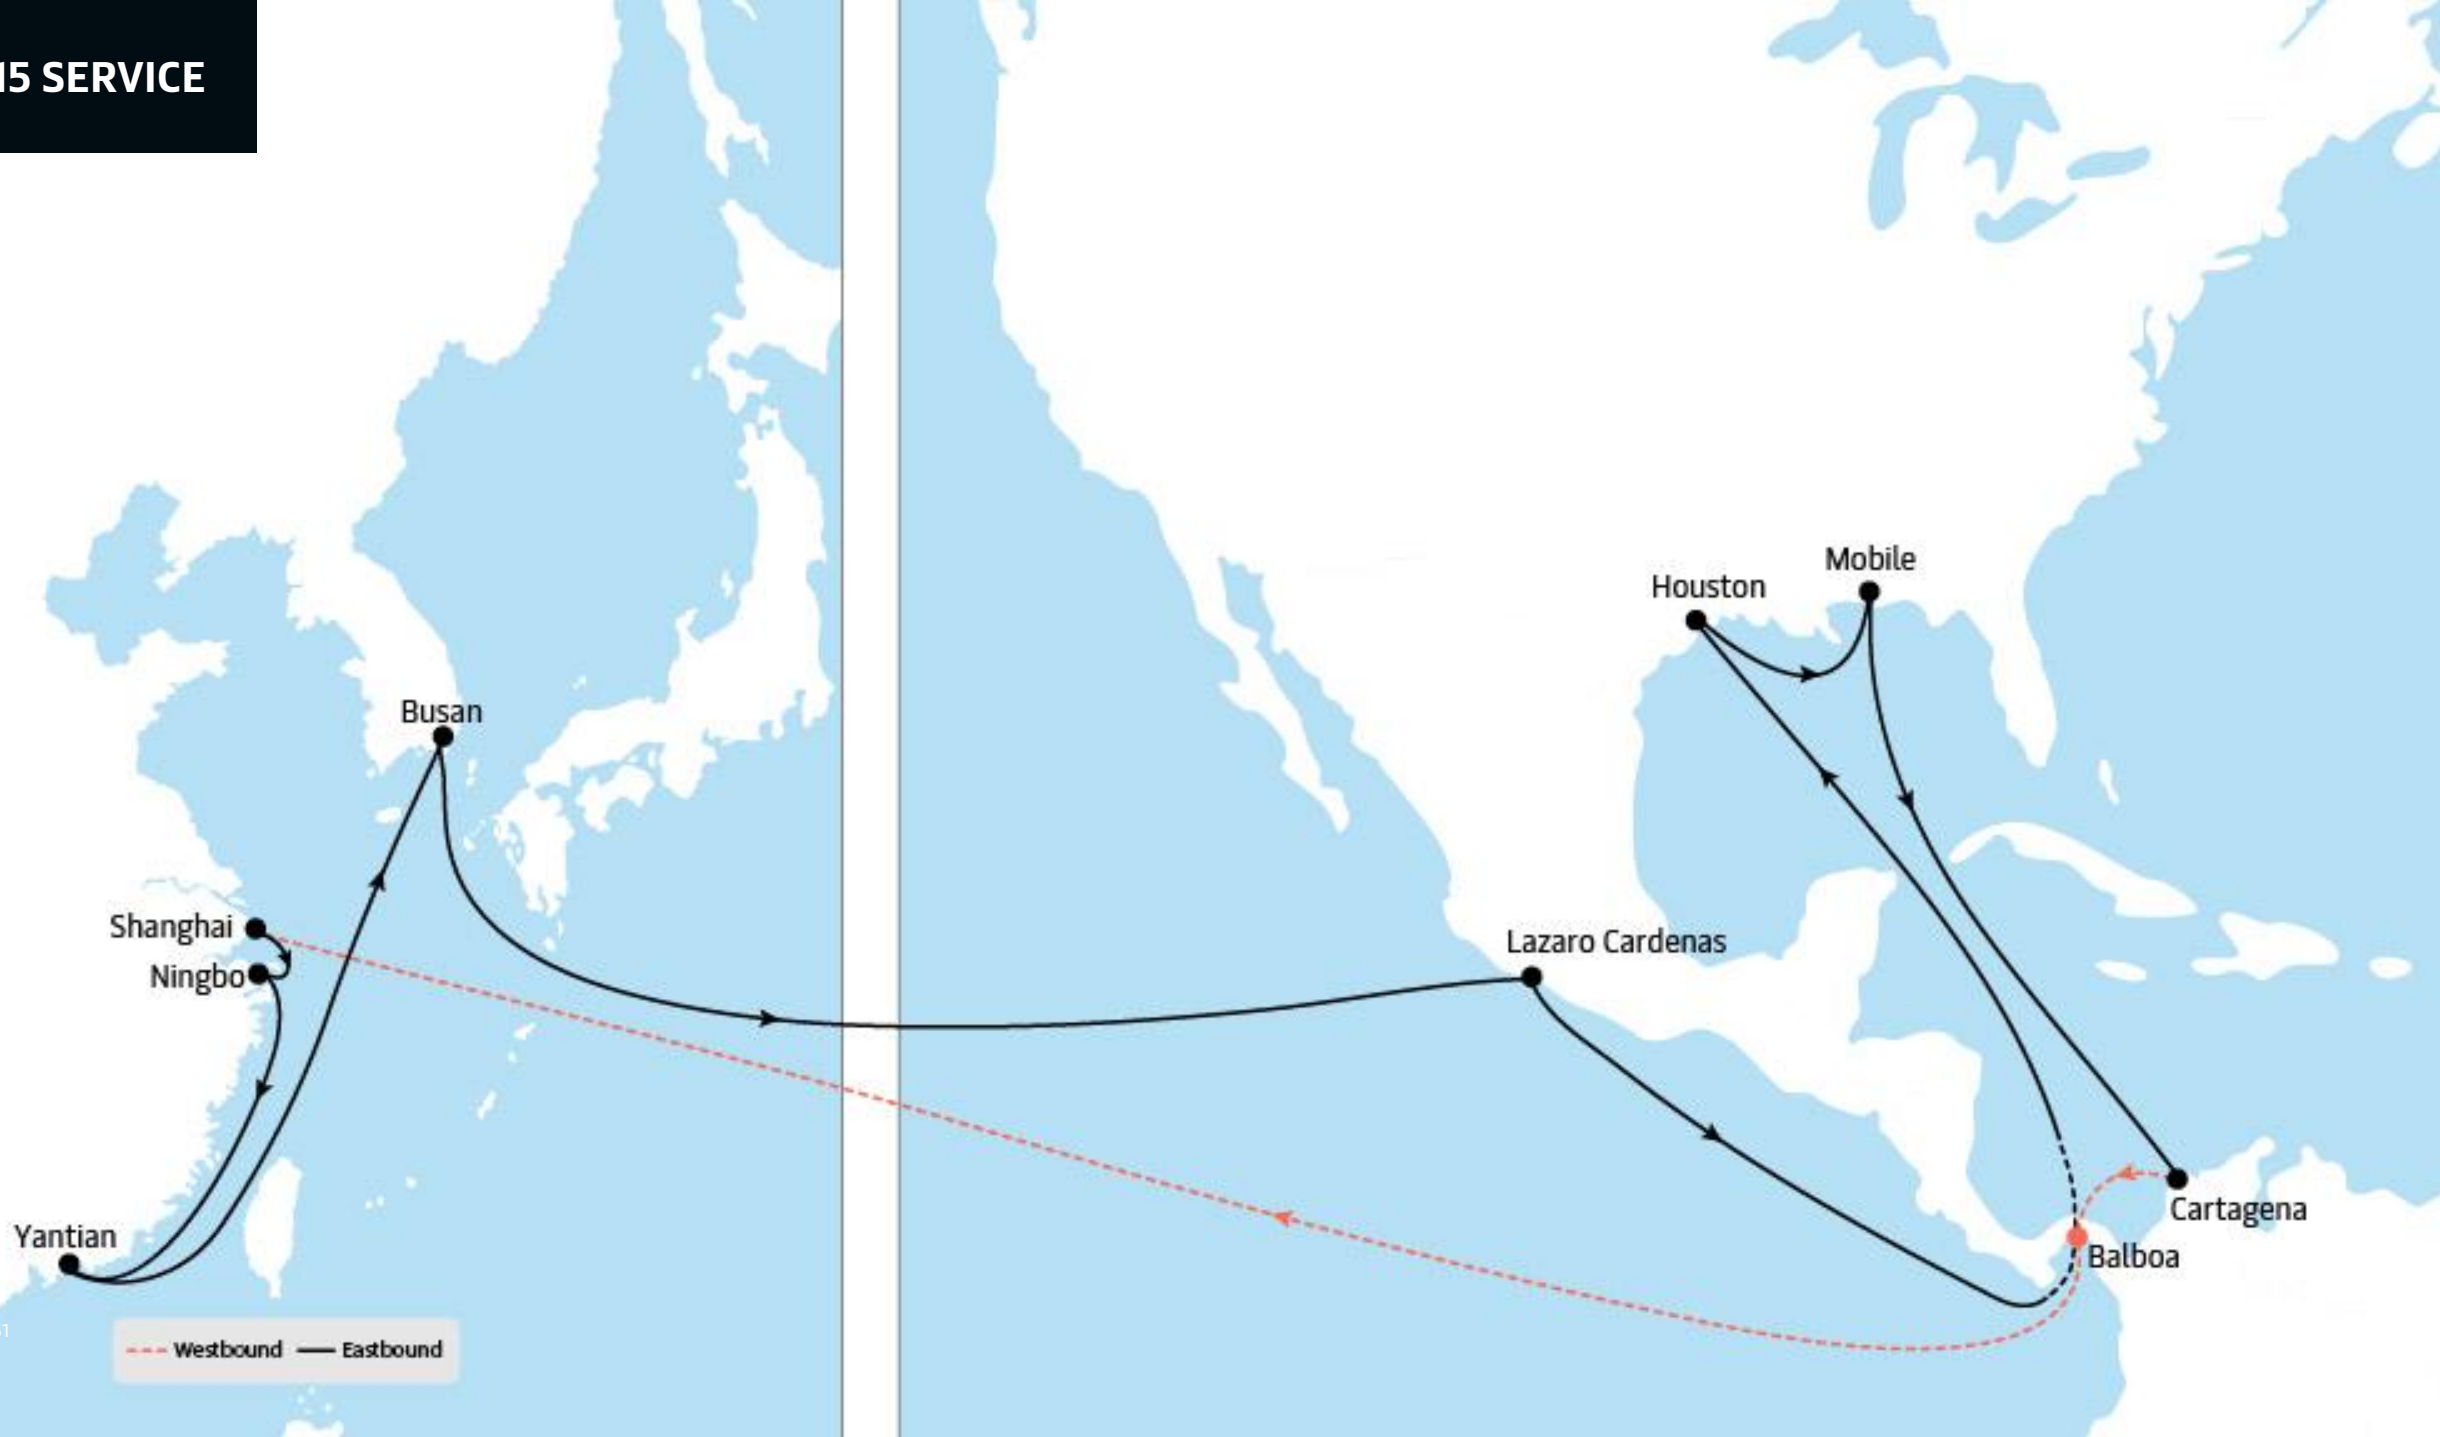 15 SERVICE
Mobile
Houston
Busan
Shanghai
Lazaro Cardenas
Ningbo
Cartagena
Yantian
Balboa
Westbound Eastbound